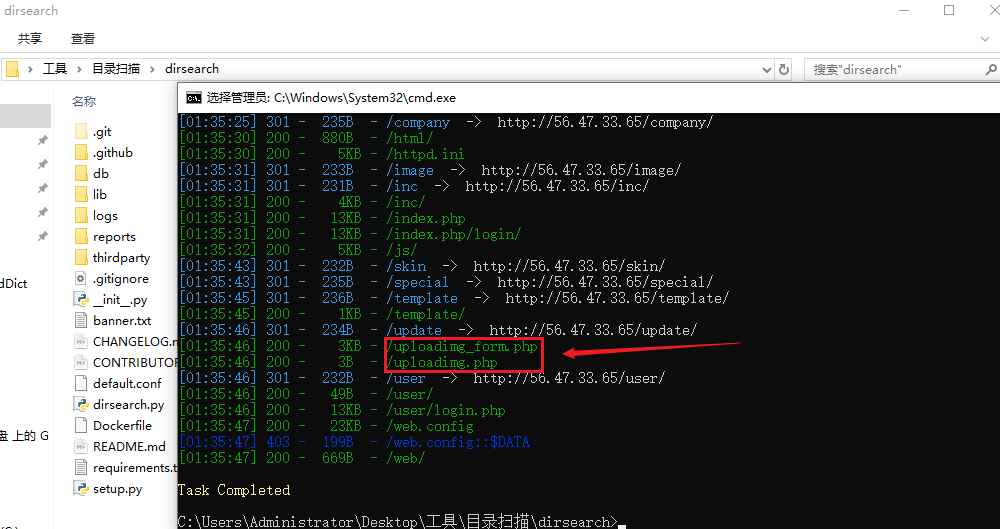 dirsearch
共享 查看
工具 › 目录扫描 › dirsearch
搜索"dirsearch"
名称
.git
.github
db
lib
logs
reports
thirdparty
.gitignore
__init__.py
banner.txt
CHANGELOG.m
CONTRIBUTOR
default.conf
dirsearch.py
Dockerfile
README.md
requirements.t
setup.py
dDict
盘 上的 G
选择管理员: C:\Windows\System32\cmd.exe
[01:35:25] 301 - 235B - /company -> http://56.47.33.65/company/
[01:35:30] 200 - 880B - /html/
[01:35:30] 200 - 5KB - /httpd.ini
[01:35:31] 301 - 233B - /image -> http://56.47.33.65/image/
[01:35:31] 301 - 231B - /inc -> http://56.47.33.65/inc/
[01:35:31] 200 - 4KB - /inc/
[01:35:31] 200 - 13KB - /index.php
[01:35:31] 200 - 13KB - /index.php/login/
[01:35:32] 200 - 5KB - /js/
[01:35:43] 301 - 232B - /skin -> http://56.47.33.65/skin/
[01:35:43] 301 - 235B - /special -> http://56.47.33.65/special/
[01:35:45] 301 - 236B - /template -> http://56.47.33.65/template/
[01:35:45] 200 - 1KB - /template/
[01:35:46] 301 - 234B - /update -> http://56.47.33.65/update/
[01:35:46] 200 - 3KB - /uploadimg_form.php
[01:35:46] 200 - 3B - /uploadimg.php
[01:35:46] 301 - 232B - /user -> http://56.47.33.65/user/
[01:35:46] 200 - 49B - /user/
[01:35:46] 200 - 13KB - /user/login.php
[01:35:47] 200 - 23KB - /web.config
[01:35:47] 403 - 199B - /web.config::$DATA
[01:35:47] 200 - 669B - /web/
Task Completed
C:\Users\Administrator\Desktop\工具\目录扫描\dirsearch>